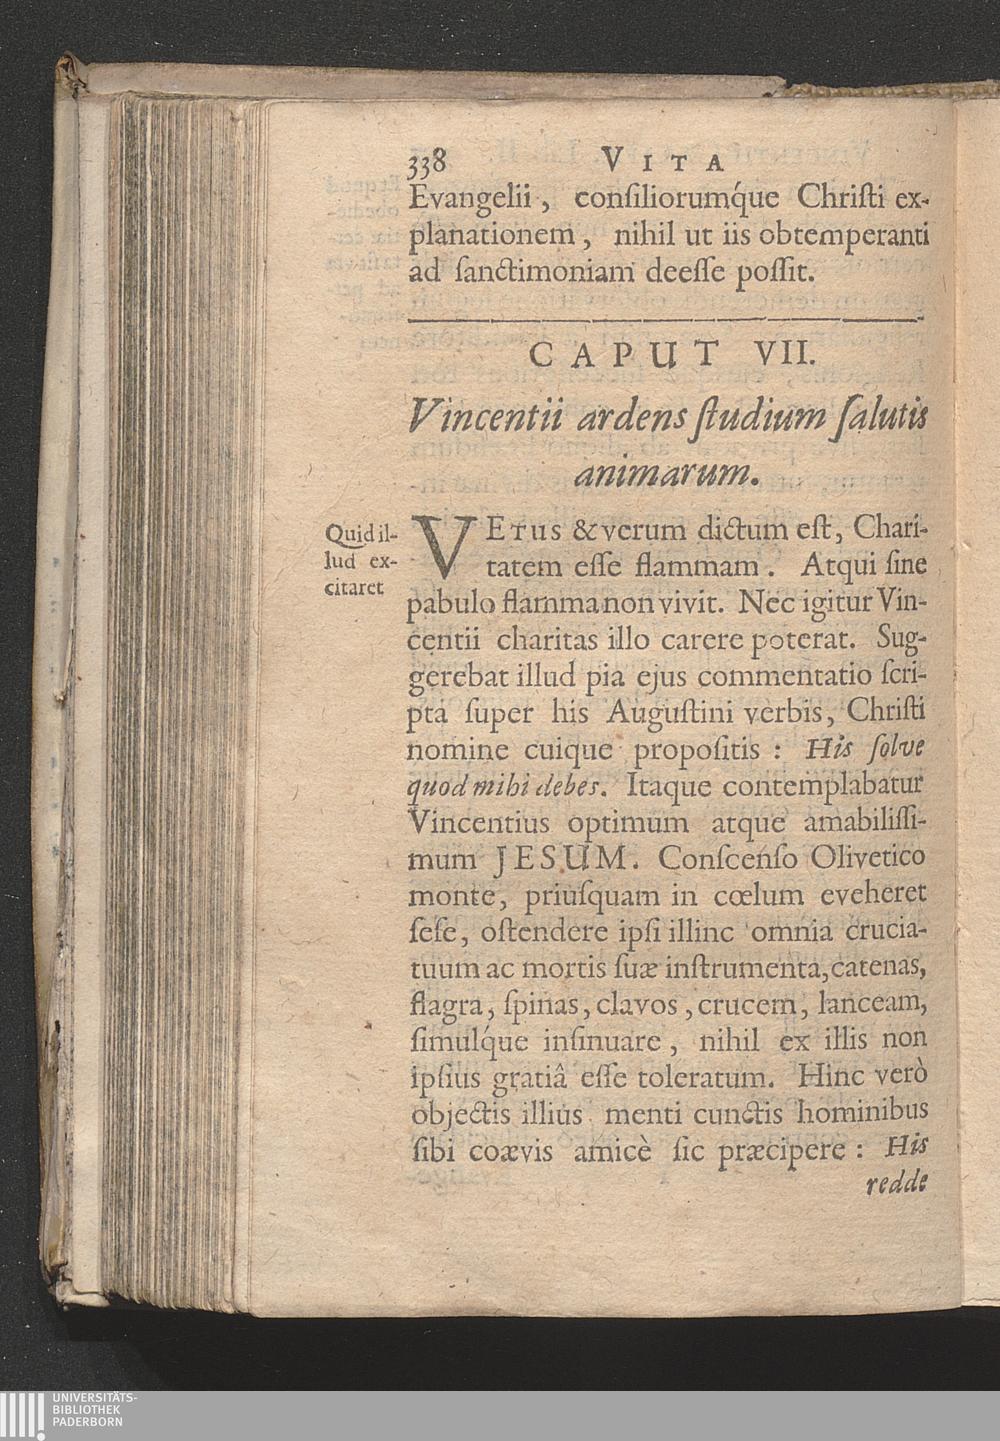 338 VITA
Evangelii, consiliorumq́ue Christi ex-
planationem, nihil ut iis obtemperanti
ad sanctimoniam deesse possit.
CAPUT VII.
Vincentii ardens studium salutis
animarum.
Quid il-
lud ex-
citaret
VETUS & verum dictum est, Chari-
tatem esse flammam. Atqui sine
pabulo flamma non vivit. Nec igitur Vin-
centii charitas illo carere poterat. Sug-
gerebat illud pia ejus commentatio scri-
pta super his Augustini verbis, Christi
nomine cuique propositis : His solve
quod mihi debes. Itaque contemplabatur
Vincentius optimum atque amabilissi-
mum JESUM. Conscenso Olivetico
monte, priusquam in cœlum eveheret
sese, ostendere ipsi illinc omnia crucia-
tuum ac mortis suæ instrumenta, catenas,
flagra, spinas, clavos, crucem, lanceam,
simulq́ue insinuare, nihil ex illis non
ipsius gratiâ esse toleratum. Hinc verò
objectis illius menti cunctis hominibus
sibi coævis amicè sic præcipere : His
redde
UNIVERSITÄTS-
BIBLIOTHEK
PADERBORN